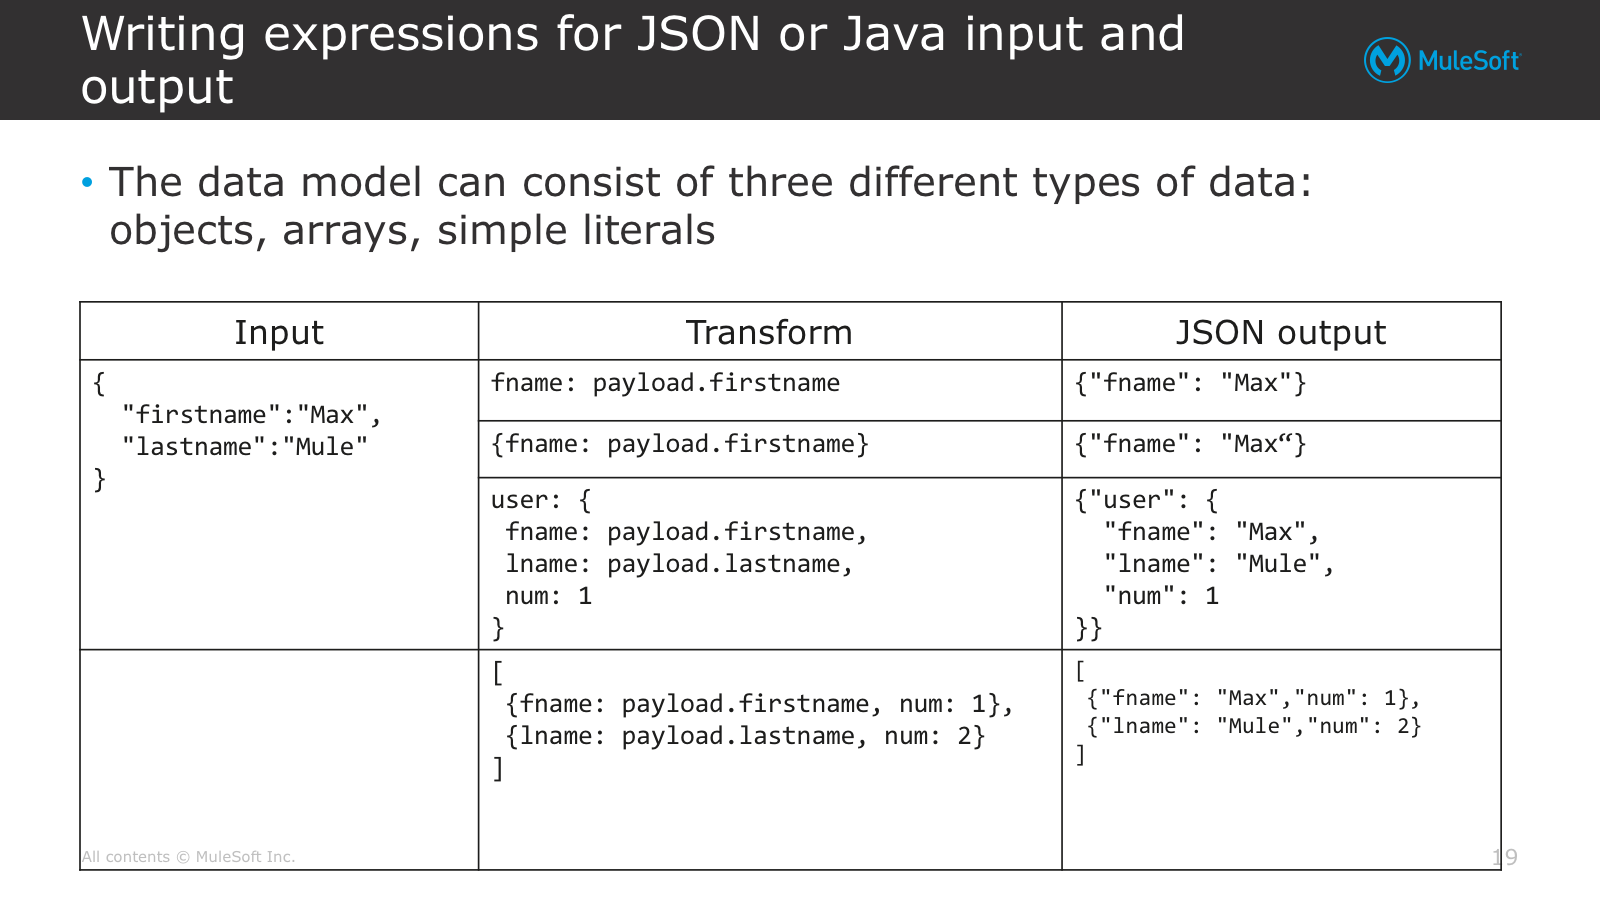 Writing expressions for JSON or Java input and
output
MuleSoft
• The data model can consist of three different types of data:
objects, arrays, simple literals
Input
Transform
JSON output
{
  "firstname":"Max",
  "lastname":"Mule"
}
fname: payload.firstname
{"fname": "Max"}
{fname: payload.firstname}
{"fname": "Max“}
user: {
 fname: payload.firstname,
 lname: payload.lastname,
 num: 1
}
{"user": {
  "fname": "Max",
  "lname": "Mule",
  "num": 1
}}
[
 {fname: payload.firstname, num: 1},
 {lname: payload.lastname, num: 2}
]
[
 {"fname": "Max","num": 1},
 {"lname": "Mule","num": 2}
]
All contents © MuleSoft Inc.
19